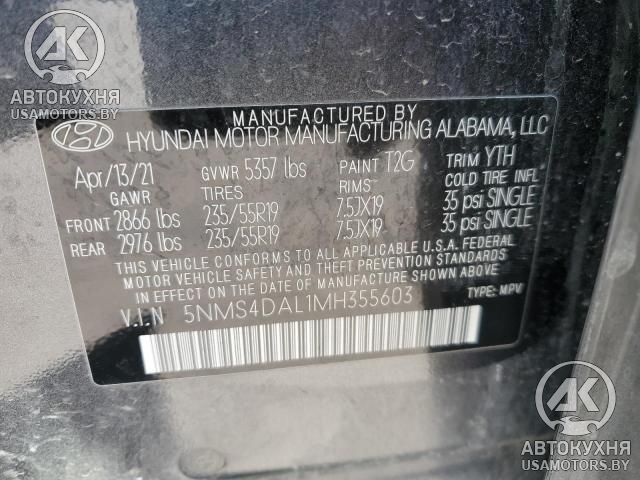 АК
АВТОКУХНЯ
USAMOTORS.BY
MANUFACTURED BY
HYUNDAI MOTOR MANUFACTURING ALABAMA, LLC
Apr/13/21 GVWR 5357 lbs PAINT T2G TRIM YTH
GAWR TIRES RIMS COLD TIRE INFL
FRONT 2866 lbs 235/55R19 7.5JX19 35 psi SINGLE
REAR 2976 lbs 235/55R19 7.5JX19 35 psi SINGLE
THIS VEHICLE CONFORMS TO ALL APPLICABLE U.S.A. FEDERAL
MOTOR VEHICLE SAFETY AND THEFT PREVENTION STANDARDS
IN EFFECT ON THE DATE OF MANUFACTURE SHOWN ABOVE.
V.I.N 5NMS4DAL1MH355603 TYPE: MPV
АК
АВТОКУХНЯ
USAMOTORS.BY